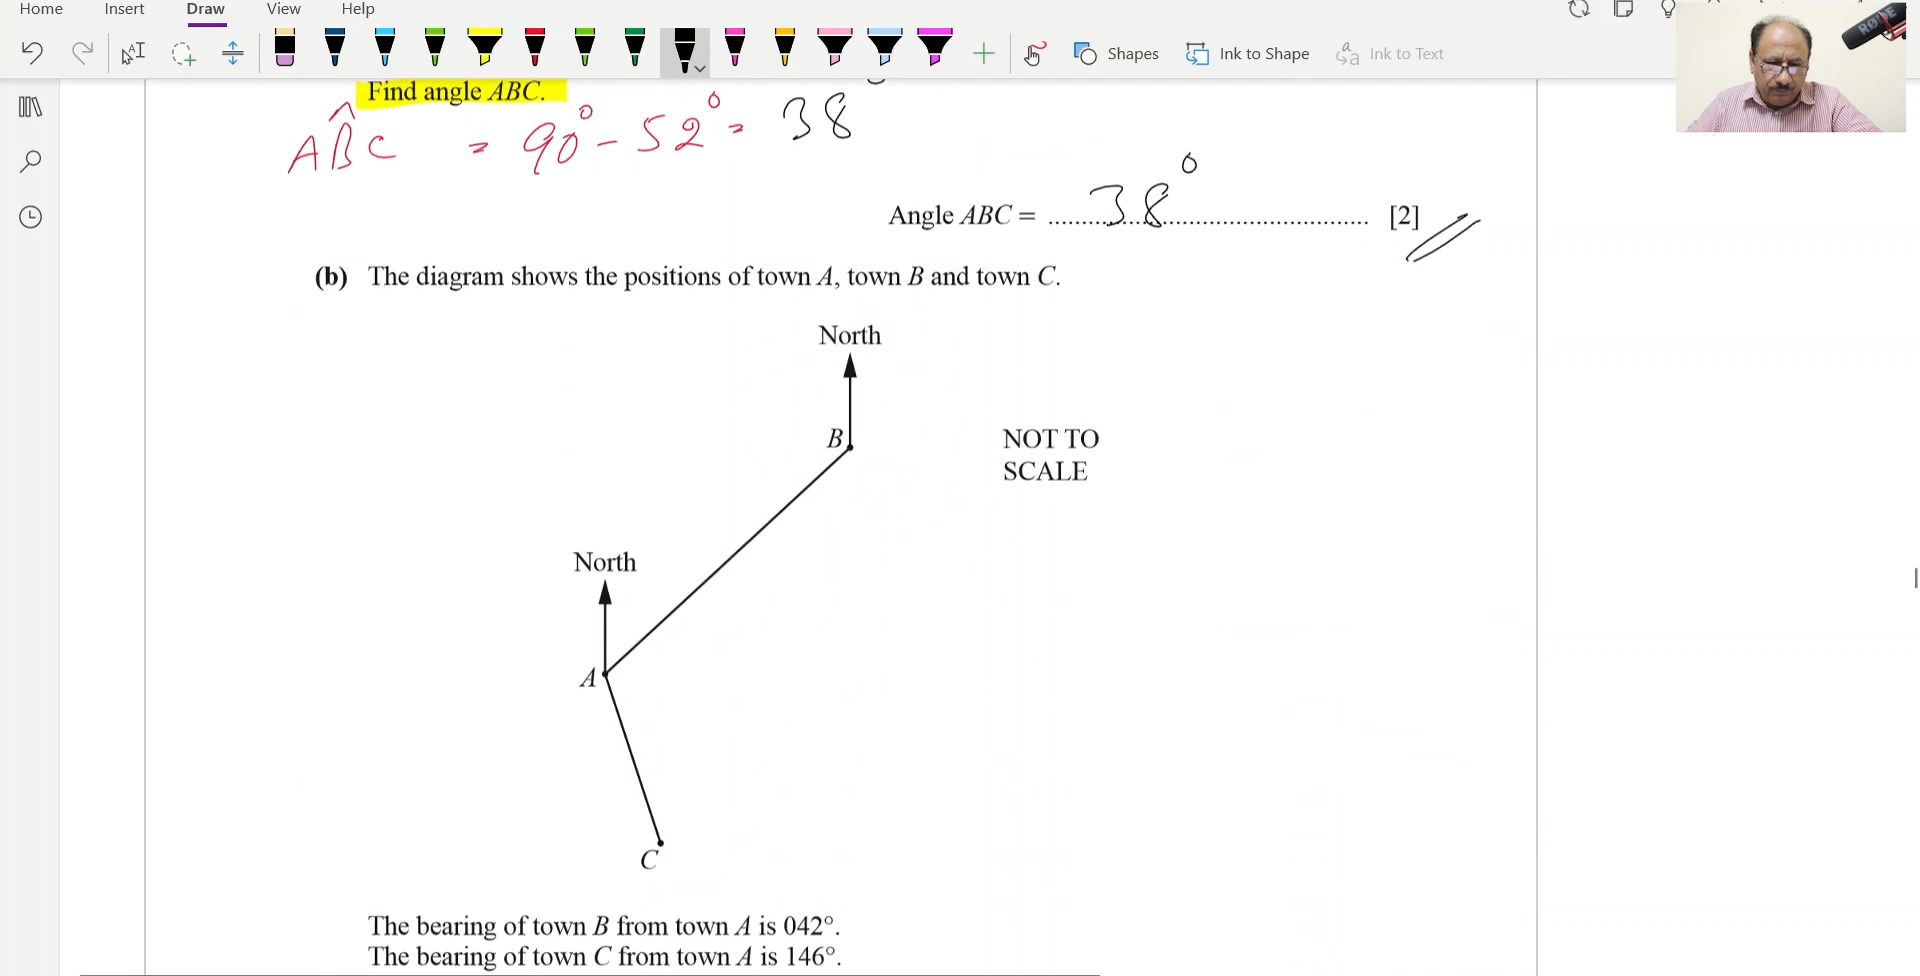 Home Insert Draw View Help
Shapes Ink to Shape Ink to Text
RØDE
Find angle ABC.
AB̂C = 90° - 52° = 38
Angle ABC = ........38°........ [2]
(b) The diagram shows the positions of town A, town B and town C.
North
B
NOT TO
SCALE
North
A
C
The bearing of town B from town A is 042°.
The bearing of town C from town A is 146°.